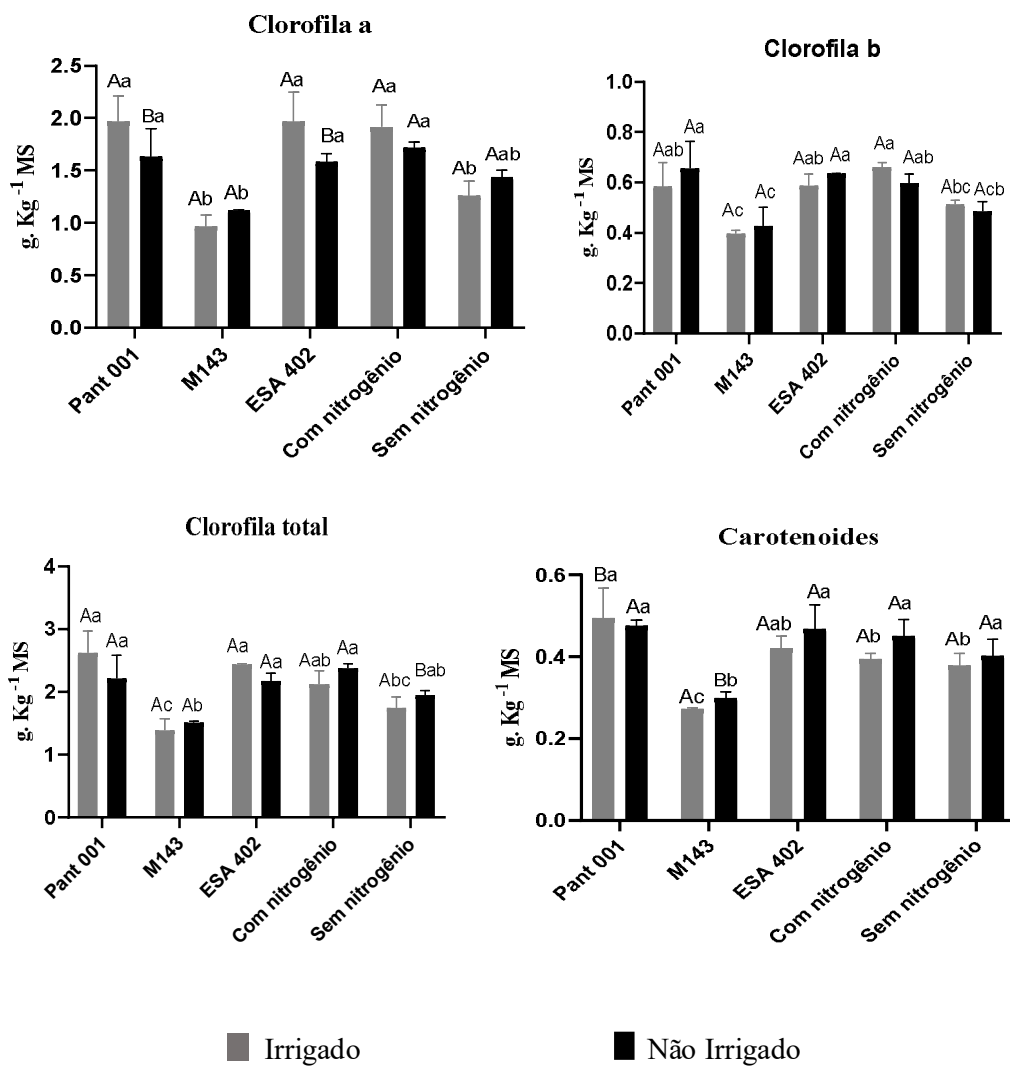 Clorofila a
g. Kg⁻¹ MS
2.5
2.0
1.5
1.0
0.5
0.0
Aa
Ba
Ab
Ab
Aa
Ba
Aa
Aa
Ab
Aab
Pant 001
M143
ESA 402
Com nitrogênio
Sem nitrogênio
Clorofila b
g. Kg⁻¹ MS
1.0
0.8
0.6
0.4
0.2
0.0
Aab
Aa
Ac
Ac
Aab
Aa
Aa
Aab
Abc
Acb
Pant 001
M143
ESA 402
Com nitrogênio
Sem nitrogênio
Clorofila total
g. Kg⁻¹ MS
4
3
2
1
0
Aa
Aa
Ac
Ab
Aa
Aa
Aab
Aa
Abc
Bab
Pant 001
M143
ESA 402
Com nitrogênio
Sem nitrogênio
Carotenoides
g. Kg⁻¹ MS
0.6
0.4
0.2
0.0
Ba
Aa
Ac
Bb
Aab
Aa
Ab
Aa
Ab
Aa
Pant 001
M143
ESA 402
Com nitrogênio
Sem nitrogênio
Irrigado
Não Irrigado